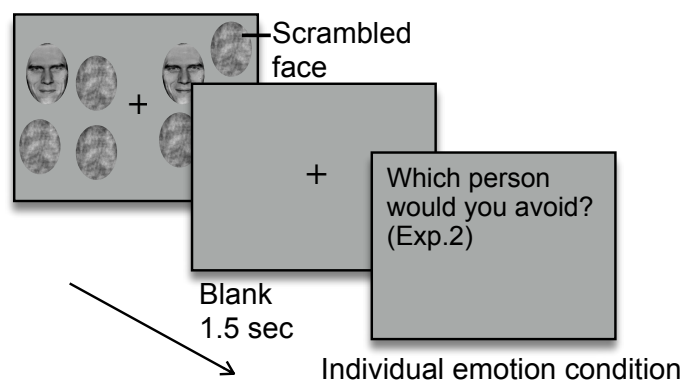 Scrambled
face
+
+
Which person
would you avoid?
(Exp.2)
Blank
1.5 sec
Individual emotion condition